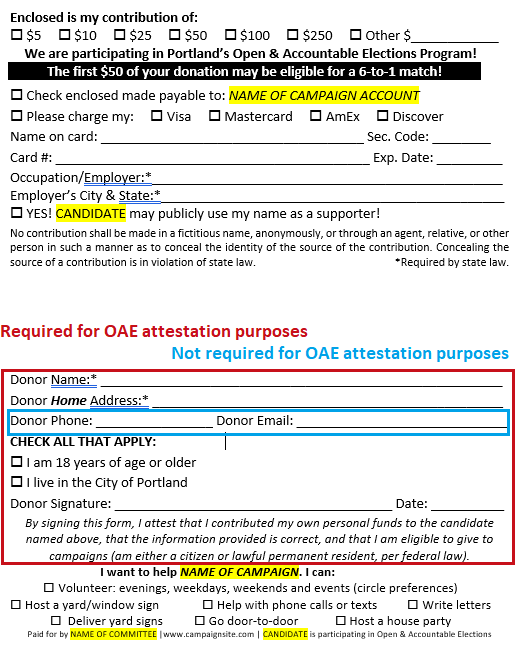 Enclosed is my contribution of:
☐ $5 ☐ $10 ☐ $25 ☐ $50 ☐ $100 ☐ $250 ☐ Other $____________
We are participating in Portland's Open & Accountable Elections Program!
The first $50 of your donation may be eligible for a 6-to-1 match!
☐ Check enclosed made payable to: NAME OF CAMPAIGN ACCOUNT
☐ Please charge my: ☐ Visa ☐ Mastercard ☐ AmEx ☐ Discover
Name on card: ____________________ Sec. Code: ________
Card #: ____________________ Exp. Date: _________
Occupation/Employer:*____________________
Employer's City & State:*____________________
☐ YES! CANDIDATE may publicly use my name as a supporter!
No contribution shall be made in a fictitious name, anonymously, or through an agent, relative, or other
person in such a manner as to conceal the identity of the source of the contribution. Concealing the
source of a contribution is in violation of state law. *Required by state law.
Required for OAE attestation purposes
Not required for OAE attestation purposes
Donor Name:* ____________________
Donor Home Address:* ____________________
Donor Phone: ________________ Donor Email: ____________________
CHECK ALL THAT APPLY:
☐ I am 18 years of age or older
☐ I live in the City of Portland
Donor Signature: ____________________ Date: __________
By signing this form, I attest that I contributed my own personal funds to the candidate
named above, that the information provided is correct, and that I am eligible to give to
campaigns (am either a citizen or lawful permanent resident, per federal law).
I want to help NAME OF CAMPAIGN. I can:
☐ Volunteer: evenings, weekdays, weekends and events (circle preferences)
☐ Host a yard/window sign ☐ Help with phone calls or texts ☐ Write letters
☐ Deliver yard signs ☐ Go door-to-door ☐ Host a house party
Paid for by NAME OF COMMITTEE |www.campaignsite.com | CANDIDATE is participating in Open & Accountable Elections